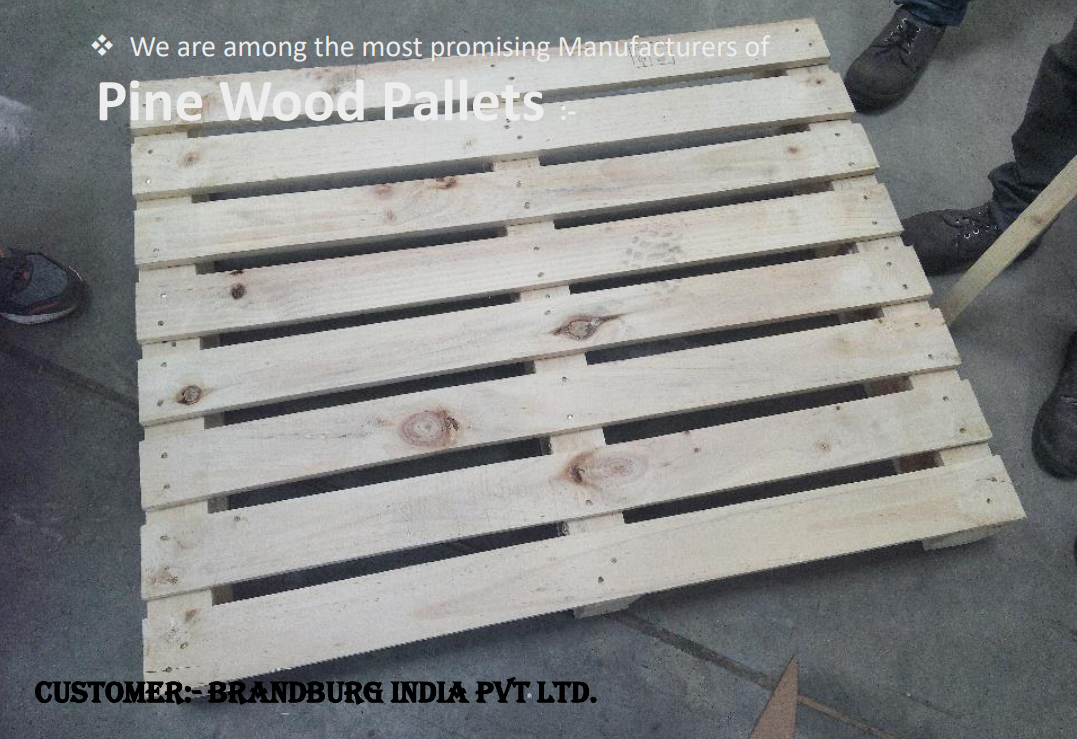 ❖ We are among the most promising Manufacturers of
Pine Wood Pallets :-
CUSTOMER:- BRANDBURG INDIA PVT LTD.